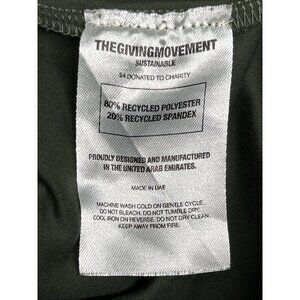 THEGIVINGMOVEMENT
SUSTAINABLE
$4 DONATED TO CHARITY
80% RECYCLED POLYESTER
20% RECYCLED SPANDEX
PROUDLY DESIGNED AND MANUFACTURED
IN THE UNITED ARAB EMIRATES.
MADE IN UAE
MACHINE WASH COLD ON GENTLE CYCLE.
DO NOT BLEACH. DO NOT TUMBLE DRY.
COOL IRON ON REVERSE. DO NOT DRY CLEAN
KEEP AWAY FROM FIRE.